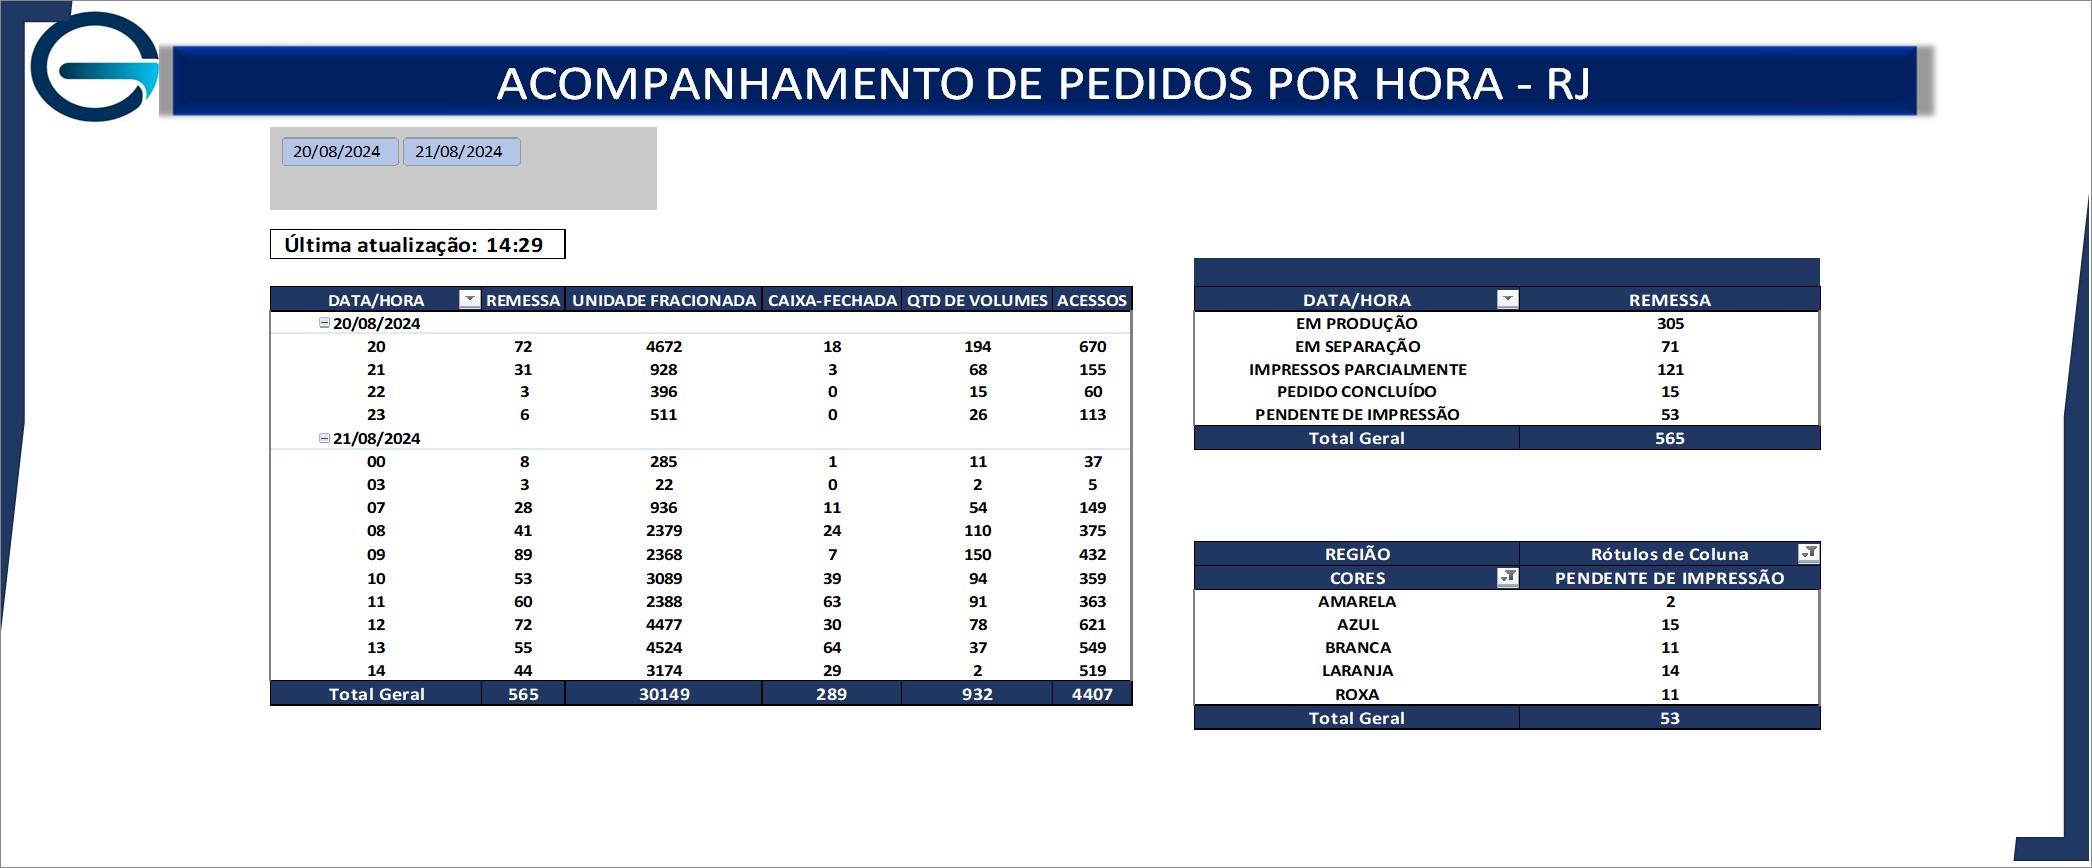 ACOMPANHAMENTO DE PEDIDOS POR HORA - RJ
20/08/2024 21/08/2024
Última atualização: 14:29
DATA/HORA REMESSA UNIDADE FRACIONADA CAIXA-FECHADA QTD DE VOLUMES ACESSOS
20/08/2024
20 72 4672 18 194 670
21 31 928 3 68 155
22 3 396 0 15 60
23 6 511 0 26 113
21/08/2024
00 8 285 1 11 37
03 3 22 0 2 5
07 28 936 11 54 149
08 41 2379 24 110 375
09 89 2368 7 150 432
10 53 3089 39 94 359
11 60 2388 63 91 363
12 72 4477 30 78 621
13 55 4524 64 37 549
14 44 3174 29 2 519
Total Geral 565 30149 289 932 4407
DATA/HORA REMESSA
EM PRODUÇÃO 305
EM SEPARAÇÃO 71
IMPRESSOS PARCIALMENTE 121
PEDIDO CONCLUÍDO 15
PENDENTE DE IMPRESSÃO 53
Total Geral 565
REGIÃO Rótulos de Coluna
CORES PENDENTE DE IMPRESSÃO
AMARELA 2
AZUL 15
BRANCA 11
LARANJA 14
ROXA 11
Total Geral 53